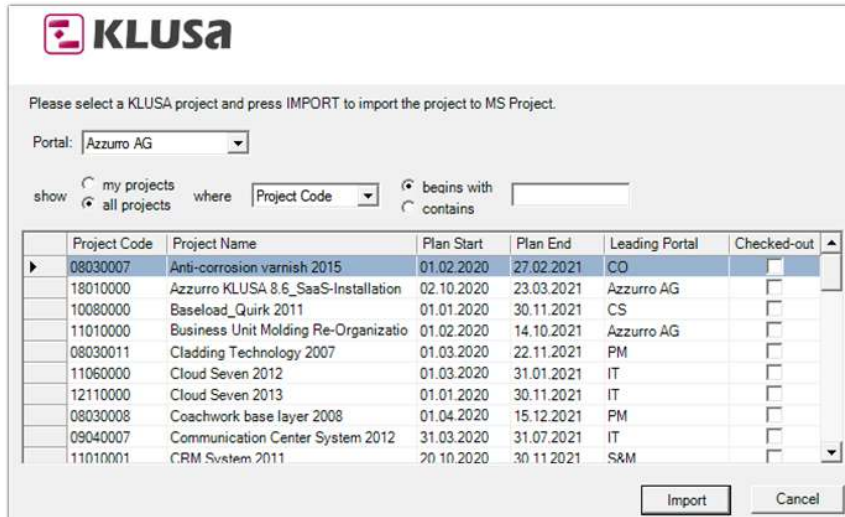 KLUSa
Please select a KLUSA project and press IMPORT to import the project to MS Project.
Portal: Azzurro AG
show my projects all projects where Project Code begins with contains
Project Code Project Name Plan Start Plan End Leading Portal Checked-out
08030007 Anti-corrosion varnish 2015 01.02.2020 27.02.2021 CO
18010000 Azzurro KLUSA 8.6_SaaS-Installation 02.10.2020 23.03.2021 Azzurro AG
10080000 Baseload_Quirk 2011 01.01.2020 30.11.2021 CS
11010000 Business Unit Molding Re-Organizatio 01.02.2020 14.10.2021 Azzurro AG
08030011 Cladding Technology 2007 01.03.2020 22.11.2021 PM
11060000 Cloud Seven 2012 01.03.2020 31.01.2021 IT
12110000 Cloud Seven 2013 01.01.2020 30.11.2021 IT
08030008 Coachwork base layer 2008 01.04.2020 15.12.2021 PM
09040007 Communication Center System 2012 31.03.2020 31.07.2021 IT
11010001 CRM System 2011 20.10.2020 30.11.2021 S&M
Import Cancel